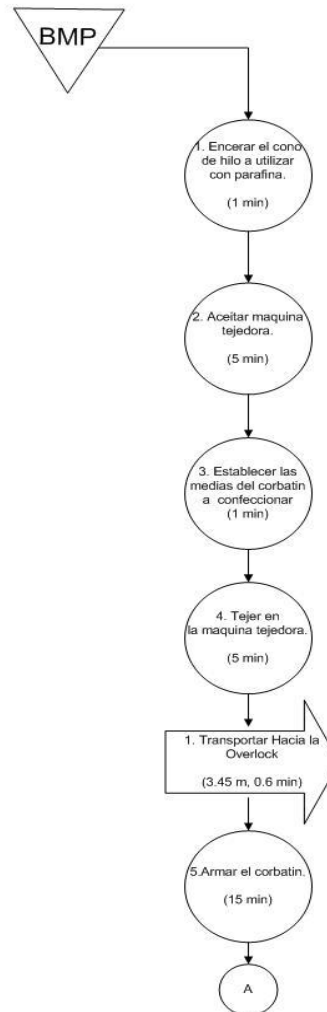 BMP
1. Encerar el cono
de hilo a utilizar
con parafina.
(1 min)
2. Aceitar maquina
tejedora.
(5 min)
3. Establecer las
medias del corbatin
a confeccionar
(1 min)
4. Tejer en
la maquina tejedora.
(5 min)
1. Transportar Hacia la
Overlock
(3.45 m, 0.6 min)
5.Armar el corbatin.
(15 min)
A